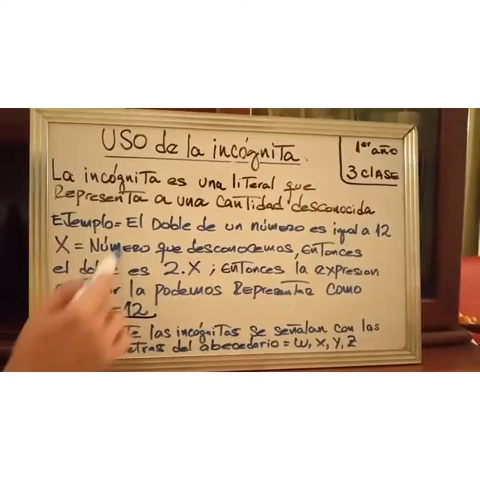 USO de la incógnita.
1er año
3 clase
La incógnita es una literal que
Representa a una cantidad desconocida
Ejemplo= El Doble de un número es igual a 12
X = Número que desconocemos, entonces
el doble es 2.X ; entonces la expresion
la podemos Representar como
= 12
las incógnitas se señalan con las
letras del abecedario = w, x, y, z